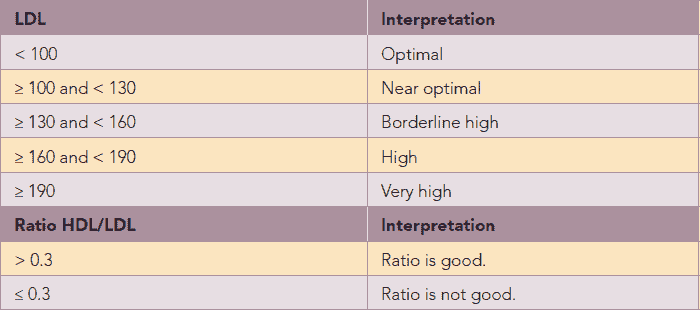 LDL Interpretation
< 100 Optimal
≥ 100 and < 130 Near optimal
≥ 130 and < 160 Borderline high
≥ 160 and < 190 High
≥ 190 Very high
Ratio HDL/LDL Interpretation
> 0.3 Ratio is good.
≤ 0.3 Ratio is not good.